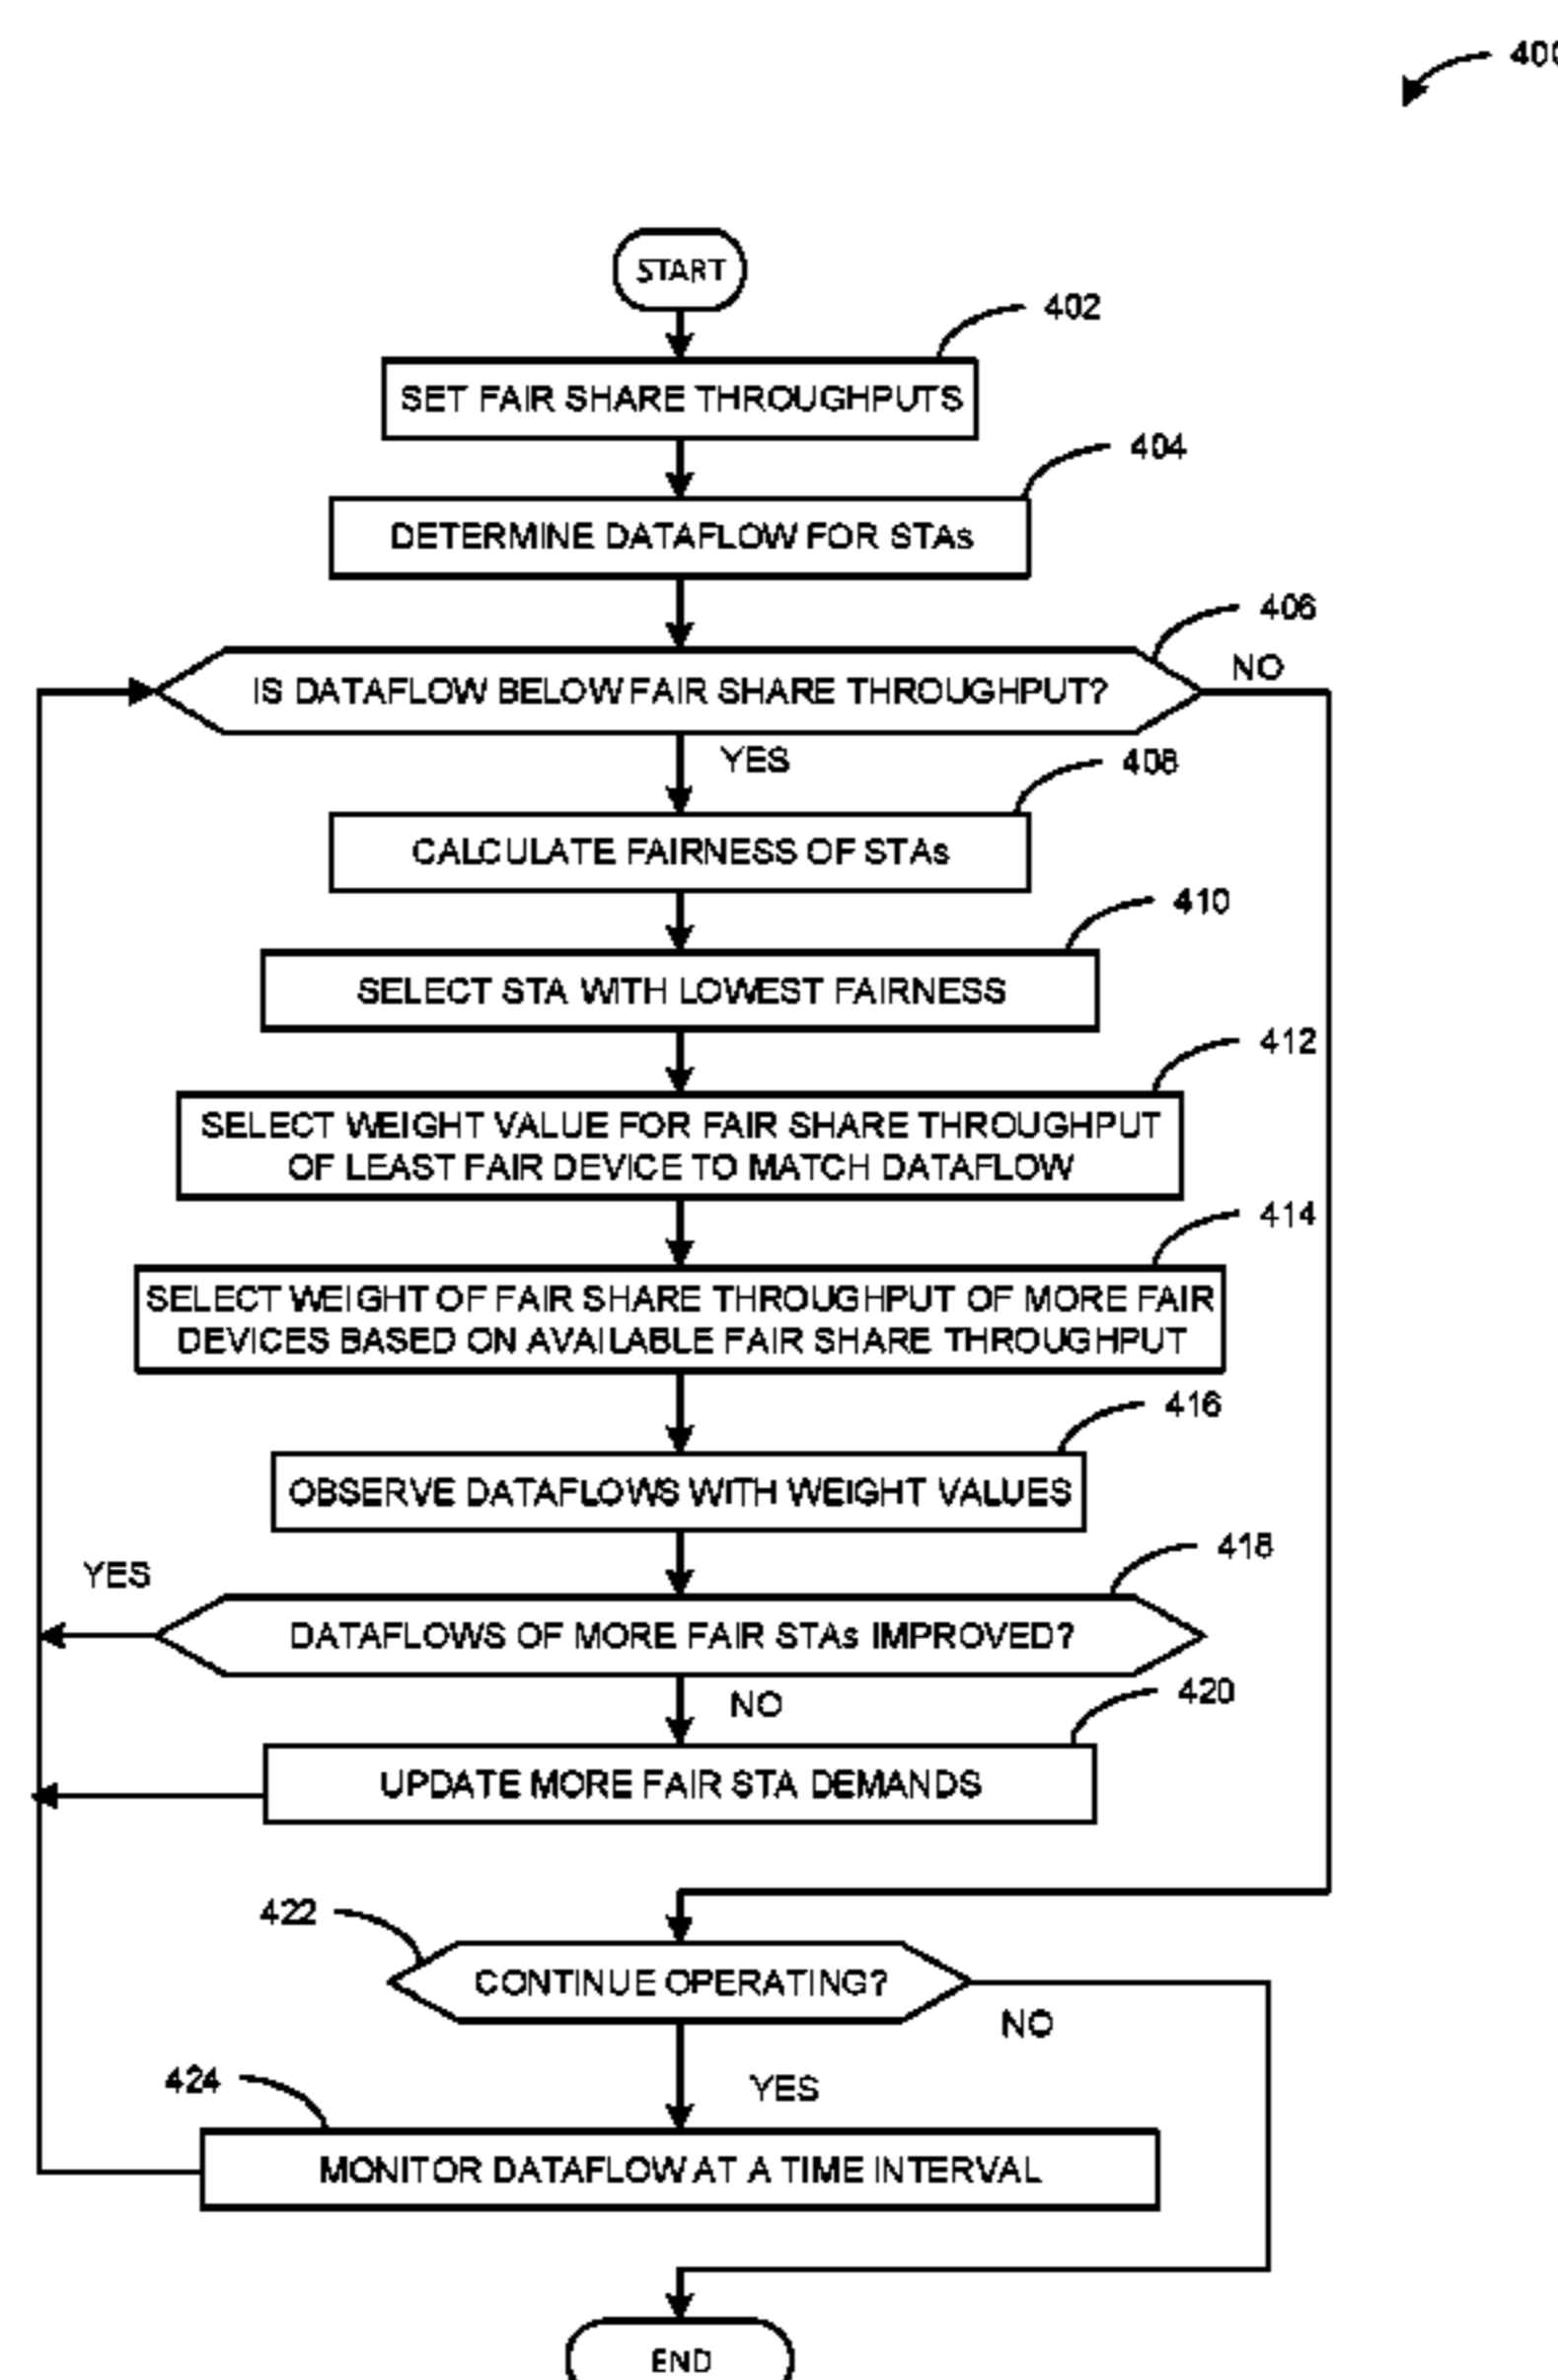 400
START
402
SET FAIR SHARE THROUGHPUTS
404
DETERMINE DATAFLOW FOR STAs
406
IS DATAFLOW BELOW FAIR SHARE THROUGHPUT?
NO
YES
408
CALCULATE FAIRNESS OF STAs
410
SELECT STA WITH LOWEST FAIRNESS
412
SELECT WEIGHT VALUE FOR FAIR SHARE THROUGHPUT
OF LEAST FAIR DEVICE TO MATCH DATAFLOW
414
SELECT WEIGHT OF FAIR SHARE THROUGHPUT OF MORE FAIR
DEVICES BASED ON AVAILABLE FAIR SHARE THROUGHPUT
416
OBSERVE DATAFLOWS WITH WEIGHT VALUES
418
YES
DATAFLOWS OF MORE FAIR STAs IMPROVED?
NO
420
UPDATE MORE FAIR STA DEMANDS
422
CONTINUE OPERATING?
NO
YES
424
MONITOR DATAFLOW AT A TIME INTERVAL
END